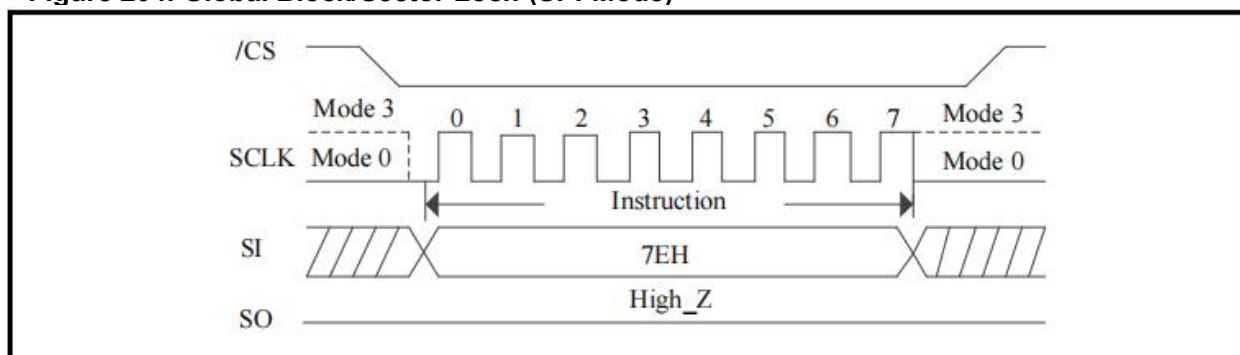 /CS
Mode 3 0 1 2 3 4 5 6 7 Mode 3
SCLK Mode 0 Mode 0
Instruction
SI 7EH
High_Z
SO